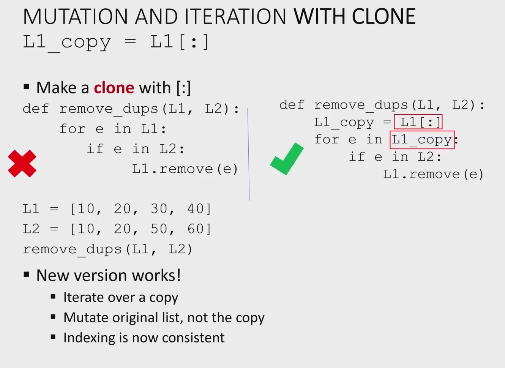 MUTATION AND ITERATION WITH CLONE
L1_copy = L1[:]
▪ Make a clone with [:]
def remove_dups(L1, L2):
    for e in L1:
        if e in L2:
            L1.remove(e)
def remove_dups(L1, L2):
    L1_copy = L1[:]
    for e in L1_copy:
        if e in L2:
            L1.remove(e)
L1 = [10, 20, 30, 40]
L2 = [10, 20, 50, 60]
remove_dups(L1, L2)
▪ New version works!
▪ Iterate over a copy
▪ Mutate original list, not the copy
▪ Indexing is now consistent